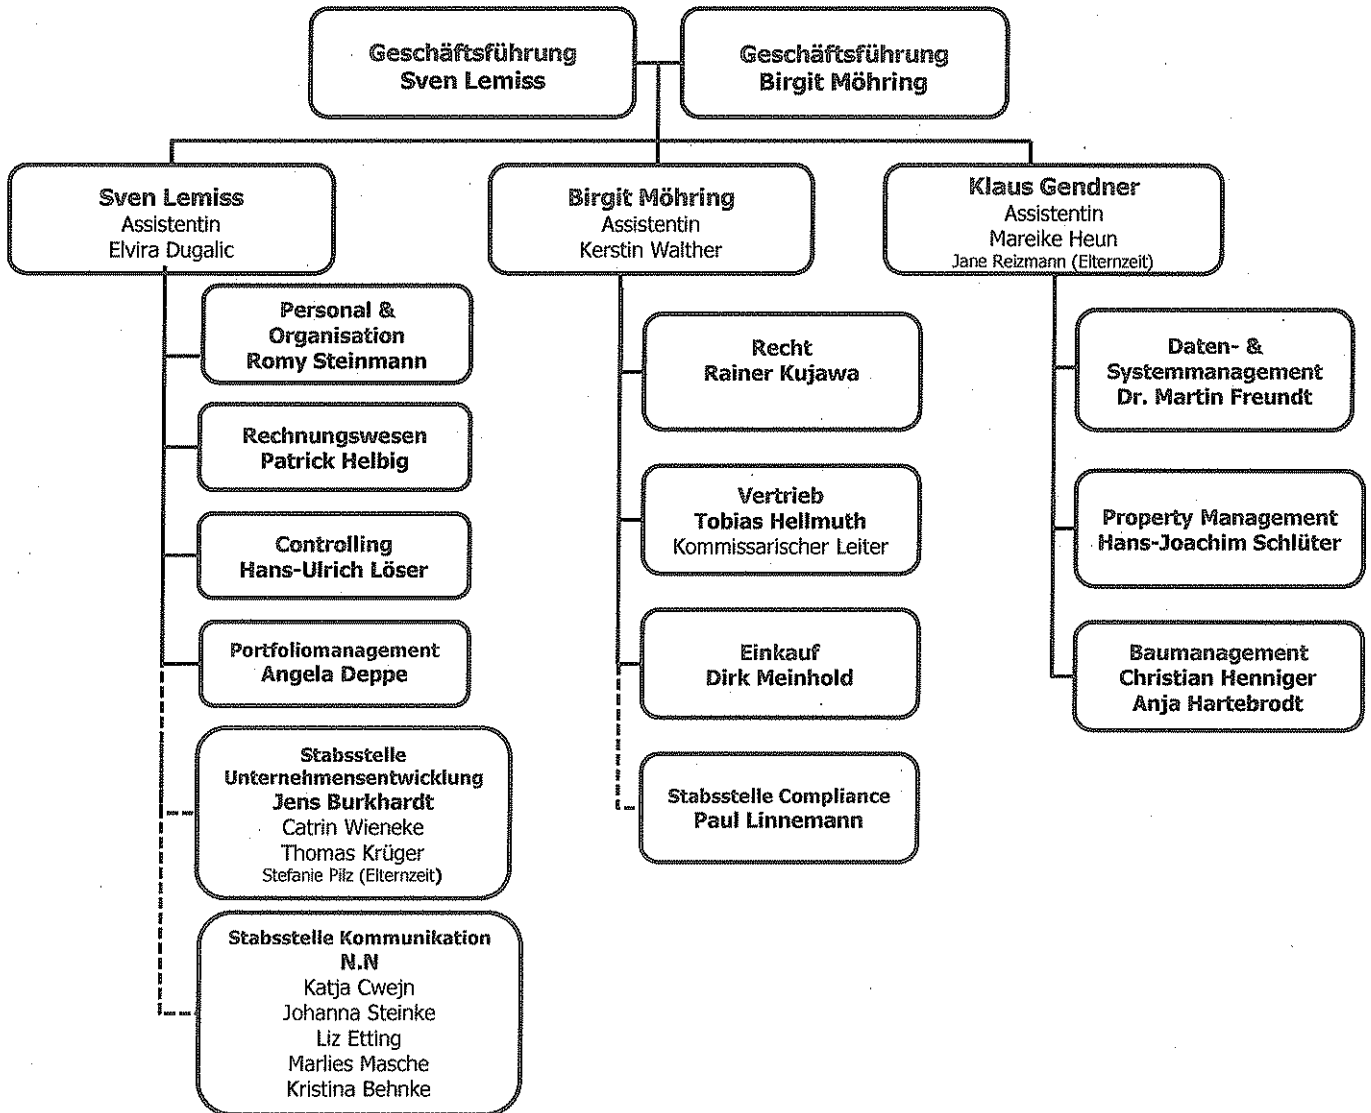 Geschäftsführung
Sven Lemiss
Geschäftsführung
Birgit Möhring
Sven Lemiss
Assistentin
Elvira Dugalic
Birgit Möhring
Assistentin
Kerstin Walther
Klaus Gendner
Assistentin
Mareike Heun
Jane Reizmann (Elternzeit)
Personal &
Organisation
Romy Steinmann
Rechnungswesen
Patrick Helbig
Controlling
Hans-Ulrich Löser
Portfoliomanagement
Angela Deppe
Stabsstelle
Unternehmensentwicklung
Jens Burkhardt
Catrin Wieneke
Thomas Krüger
Stefanie Pilz (Elternzeit)
Stabsstelle Kommunikation
N.N
Katja Cwejn
Johanna Steinke
Liz Etting
Marlies Masche
Kristina Behnke
Recht
Rainer Kujawa
Vertrieb
Tobias Hellmuth
Kommissarischer Leiter
Einkauf
Dirk Meinhold
Stabsstelle Compliance
Paul Linnemann
Daten- &
Systemmanagement
Dr. Martin Freundt
Property Management
Hans-Joachim Schlüter
Baumanagement
Christian Henniger
Anja Hartebrodt